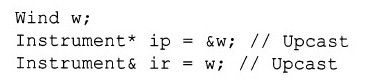 Wind w;
Instrument* ip = &w; // Upcast
Instrument& ir = w; // Upcast